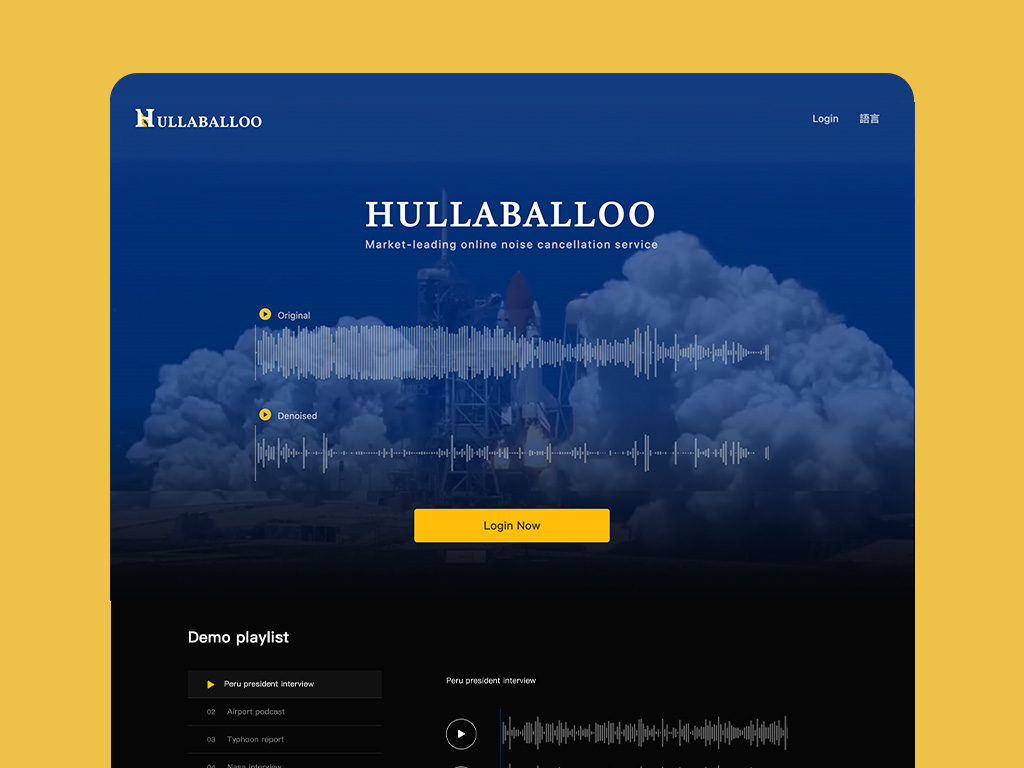 HULLABALLOO
Login 語言
HULLABALLOO
Market-leading online noise cancellation service
Original
Denoised
Login Now
Demo playlist
Peru president interview
Peru president interview
02 Airport podcast
03 Typhoon report
04 Nasa interview